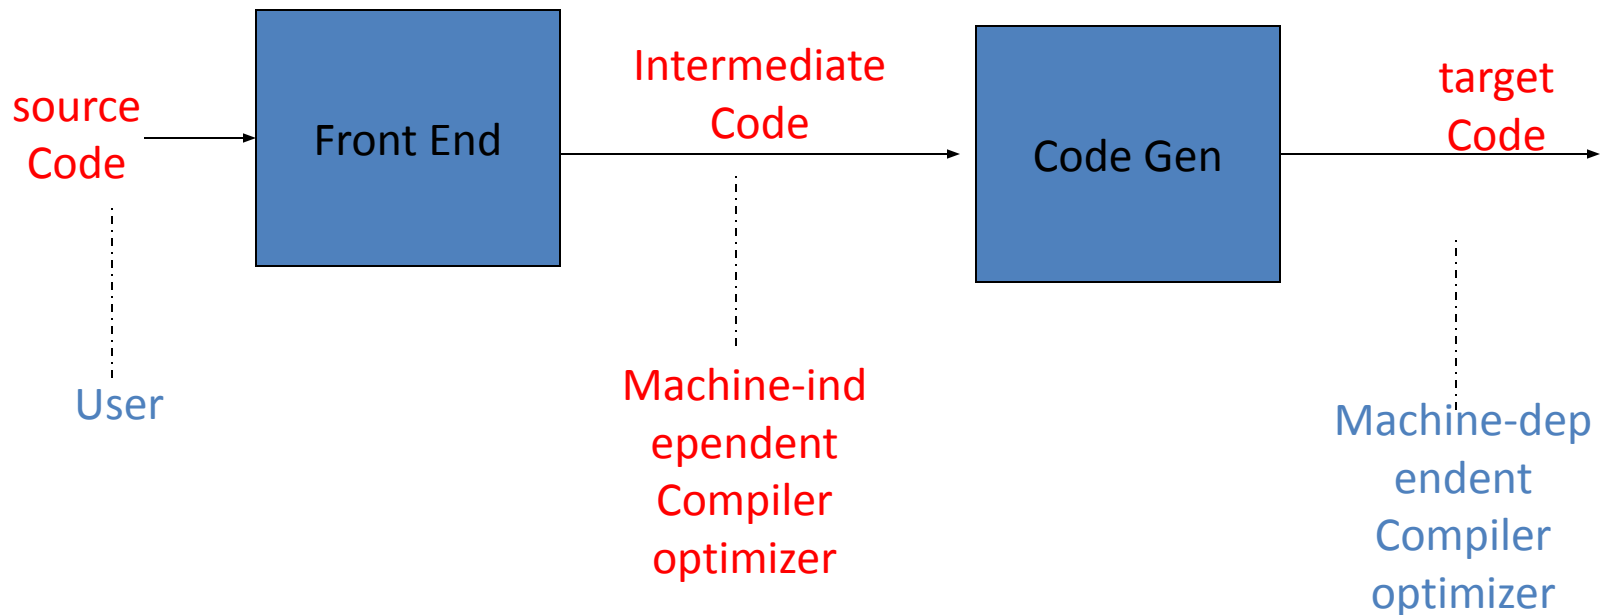 source
Code
Front End
Intermediate
Code
Code Gen
target
Code
User
Machine-ind
ependent
Compiler
optimizer
Machine-dep
endent
Compiler
optimizer